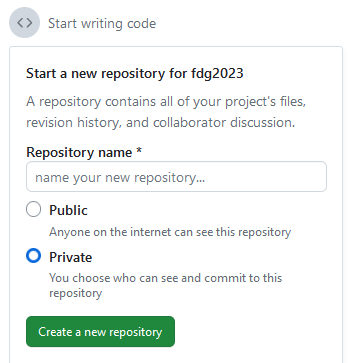 <> Start writing code
Start a new repository for fdg2023
A repository contains all of your project's files,
revision history, and collaborator discussion.
Repository name *
name your new repository...
Public
Anyone on the internet can see this repository
Private
You choose who can see and commit to this
repository
Create a new repository